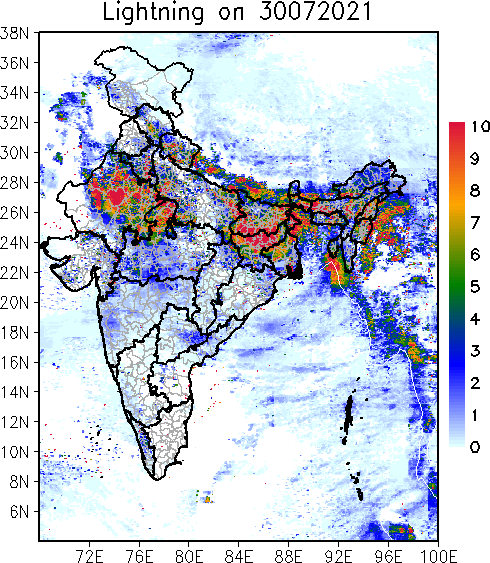 Lightning on 30072021
38N
36N
34N
32N
30N
28N
26N
24N
22N
20N
18N
16N
14N
12N
10N
8N
6N
72E 76E 80E 84E 88E 92E 96E 100E
10
9
8
7
6
5
4
3
2
1
0